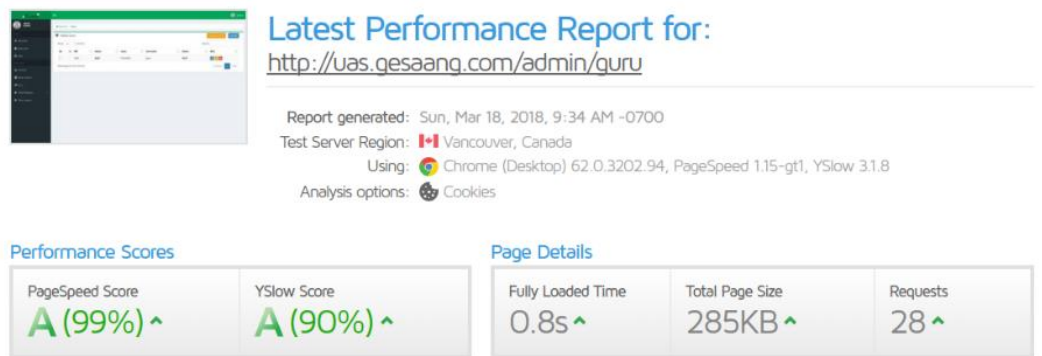 Latest Performance Report for:
http://uas.gesaang.com/admin/guru
Report generated: Sun, Mar 18, 2018, 9:34 AM -0700
Test Server Region: Vancouver, Canada
Using: Chrome (Desktop) 62.0.3202.94, PageSpeed 1.15-gt1, YSlow 3.1.8
Analysis options: Cookies
Performance Scores
PageSpeed Score
A (99%)
YSlow Score
A (90%)
Page Details
Fully Loaded Time
0.8s
Total Page Size
285KB
Requests
28